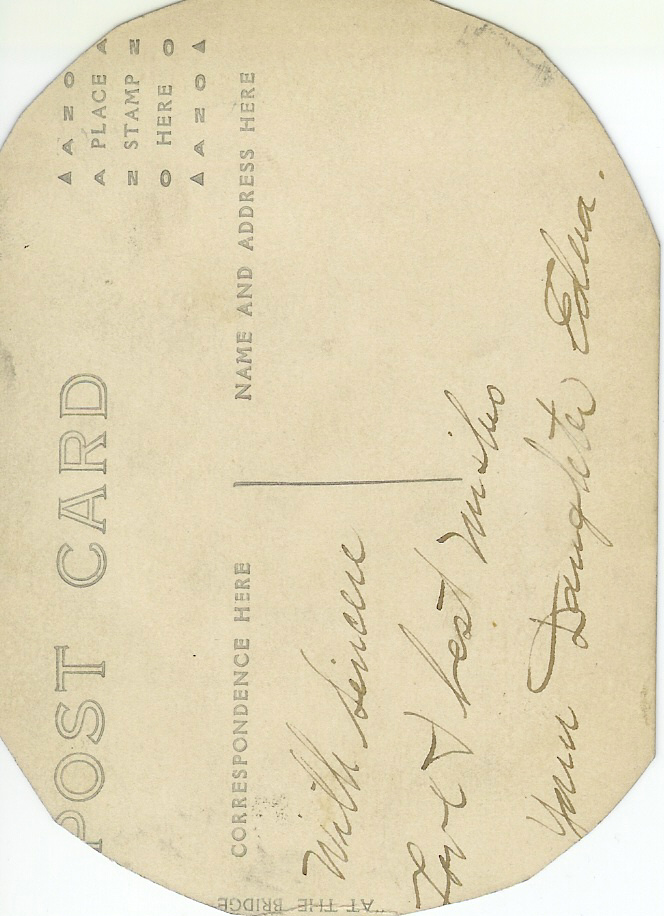 POST CARD
▲ A Z O
A PLACE A
Z STAMP Z
O HERE O
▲ A Z O ▲
CORRESPONDENCE HERE
NAME AND ADDRESS HERE
With Sincere
Love & best wishes
Your Daughter Edna.
"AT THE BRIDGE